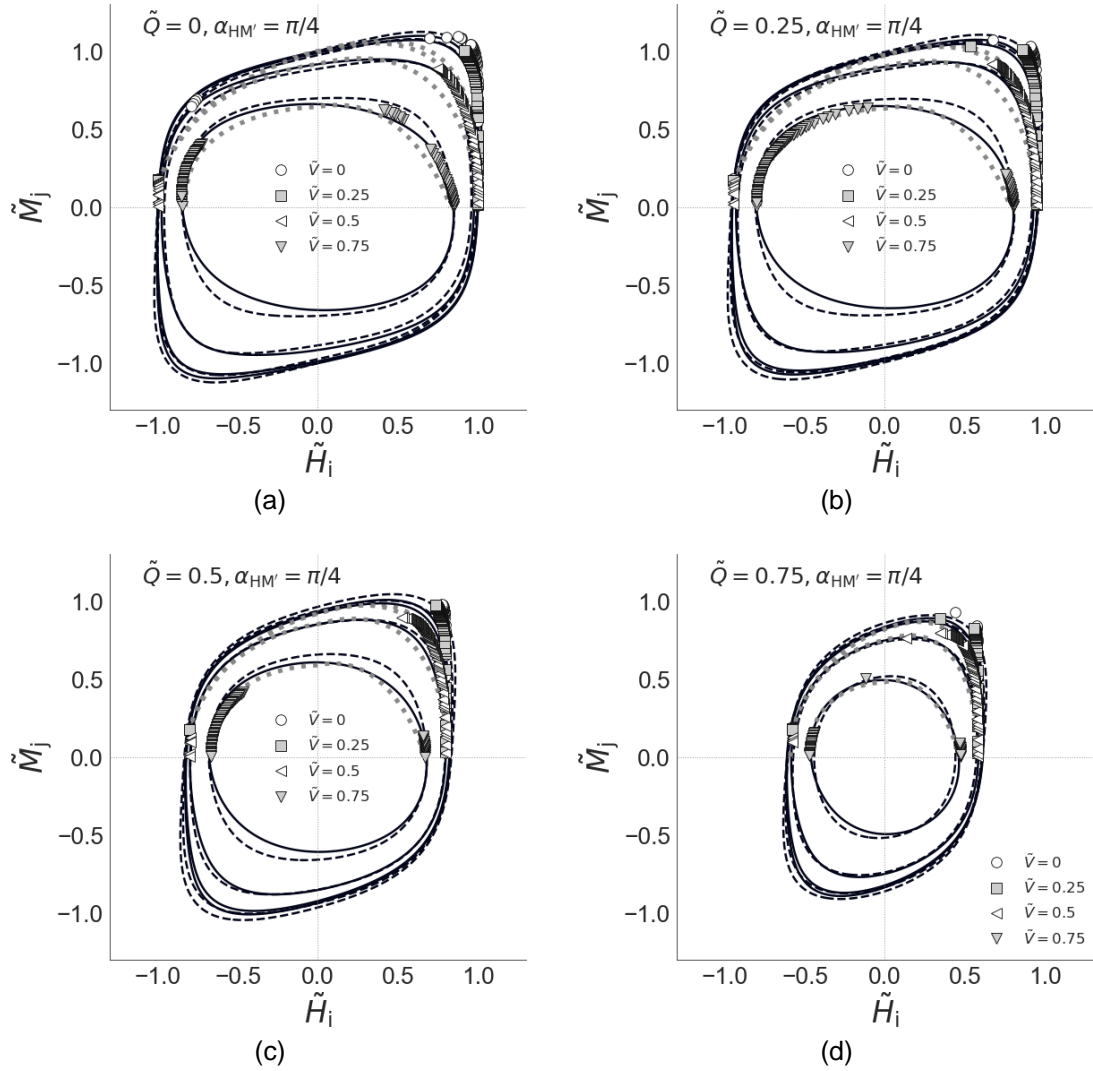 Q̃ = 0, α_HM′ = π/4
1.0
0.5
0.0
−0.5
−1.0
M̃_j
Ṽ = 0
Ṽ = 0.25
Ṽ = 0.5
Ṽ = 0.75
−1.0 −0.5 0.0 0.5 1.0
H̃_i
(a)
Q̃ = 0.25, α_HM′ = π/4
1.0
0.5
0.0
−0.5
−1.0
M̃_j
Ṽ = 0
Ṽ = 0.25
Ṽ = 0.5
Ṽ = 0.75
−1.0 −0.5 0.0 0.5 1.0
H̃_i
(b)
Q̃ = 0.5, α_HM′ = π/4
1.0
0.5
0.0
−0.5
−1.0
M̃_j
Ṽ = 0
Ṽ = 0.25
Ṽ = 0.5
Ṽ = 0.75
−1.0 −0.5 0.0 0.5 1.0
H̃_i
(c)
Q̃ = 0.75, α_HM′ = π/4
1.0
0.5
0.0
−0.5
−1.0
M̃_j
Ṽ = 0
Ṽ = 0.25
Ṽ = 0.5
Ṽ = 0.75
−1.0 −0.5 0.0 0.5 1.0
H̃_i
(d)